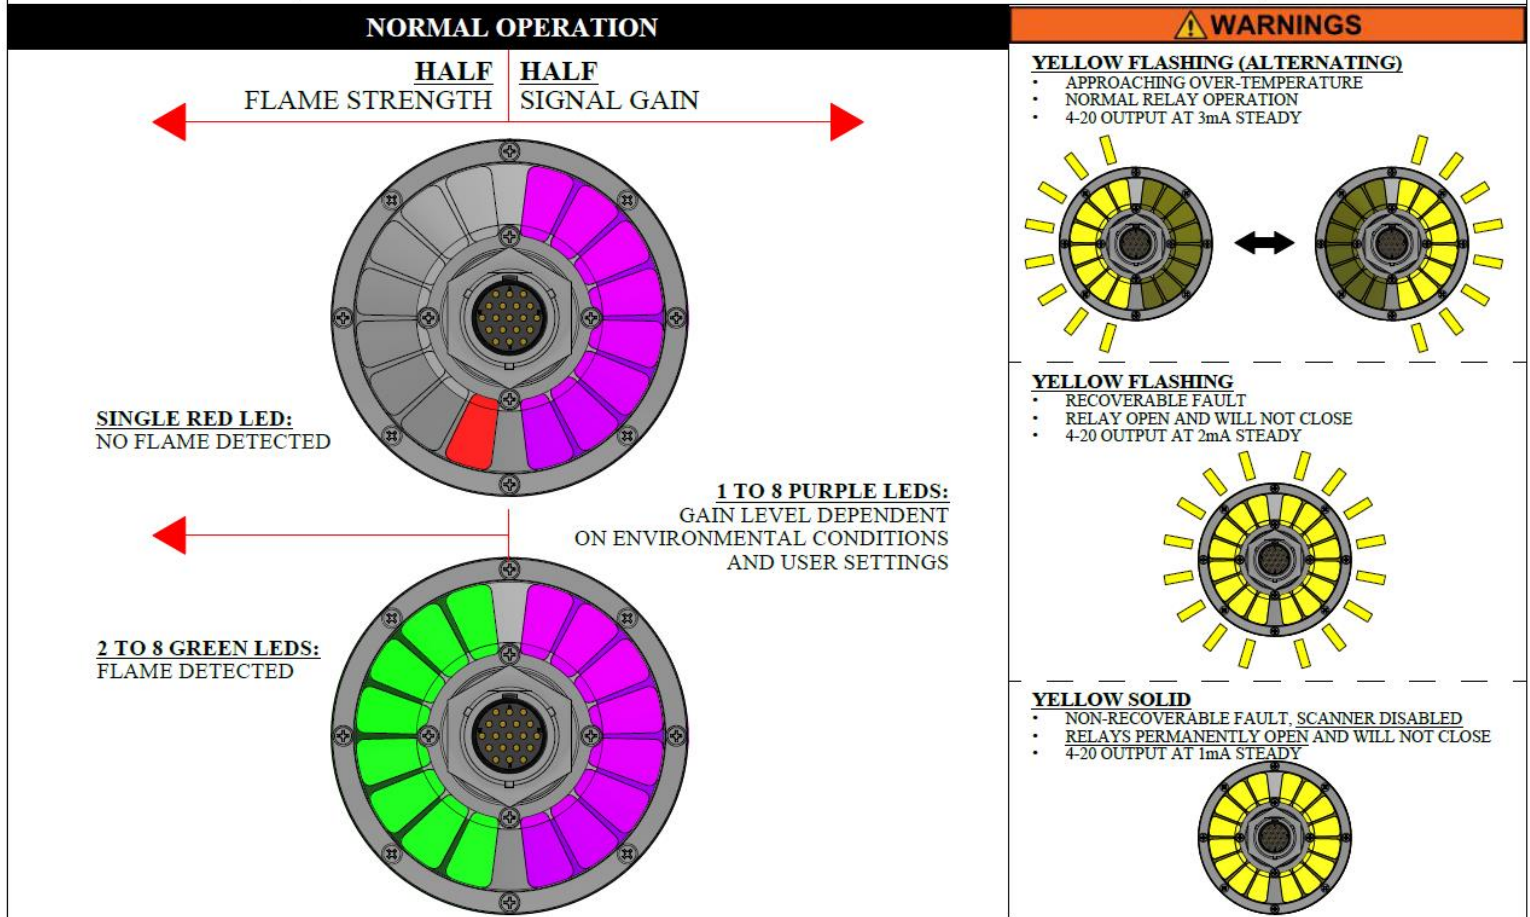 NORMAL OPERATION
HALF
FLAME STRENGTH
HALF
SIGNAL GAIN
SINGLE RED LED:
NO FLAME DETECTED
1 TO 8 PURPLE LEDS:
GAIN LEVEL DEPENDENT
ON ENVIRONMENTAL CONDITIONS
AND USER SETTINGS
2 TO 8 GREEN LEDS:
FLAME DETECTED
WARNINGS
YELLOW FLASHING (ALTERNATING)
• APPROACHING OVER-TEMPERATURE
• NORMAL RELAY OPERATION
• 4-20 OUTPUT AT 3mA STEADY
YELLOW FLASHING
• RECOVERABLE FAULT
• RELAY OPEN AND WILL NOT CLOSE
• 4-20 OUTPUT AT 2mA STEADY
YELLOW SOLID
• NON-RECOVERABLE FAULT, SCANNER DISABLED
• RELAYS PERMANENTLY OPEN AND WILL NOT CLOSE
• 4-20 OUTPUT AT 1mA STEADY